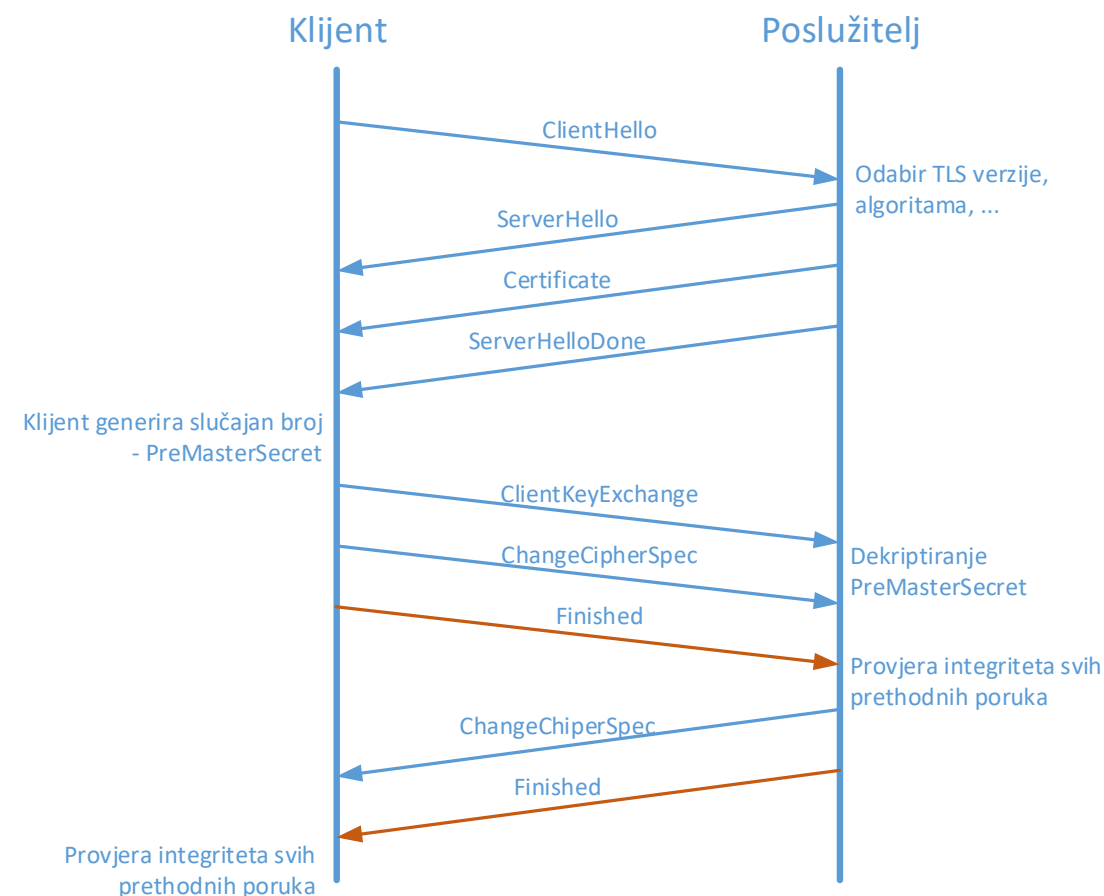 Klijent
Poslužitelj
ClientHello
Odabir TLS verzije,
algoritama, ...
ServerHello
Certificate
ServerHelloDone
Klijent generira slučajan broj
- PreMasterSecret
ClientKeyExchange
ChangeCipherSpec
Dekriptiranje
PreMasterSecret
Finished
Provjera integriteta svih
prethodnih poruka
ChangeChiperSpec
Finished
Provjera integriteta svih
prethodnih poruka